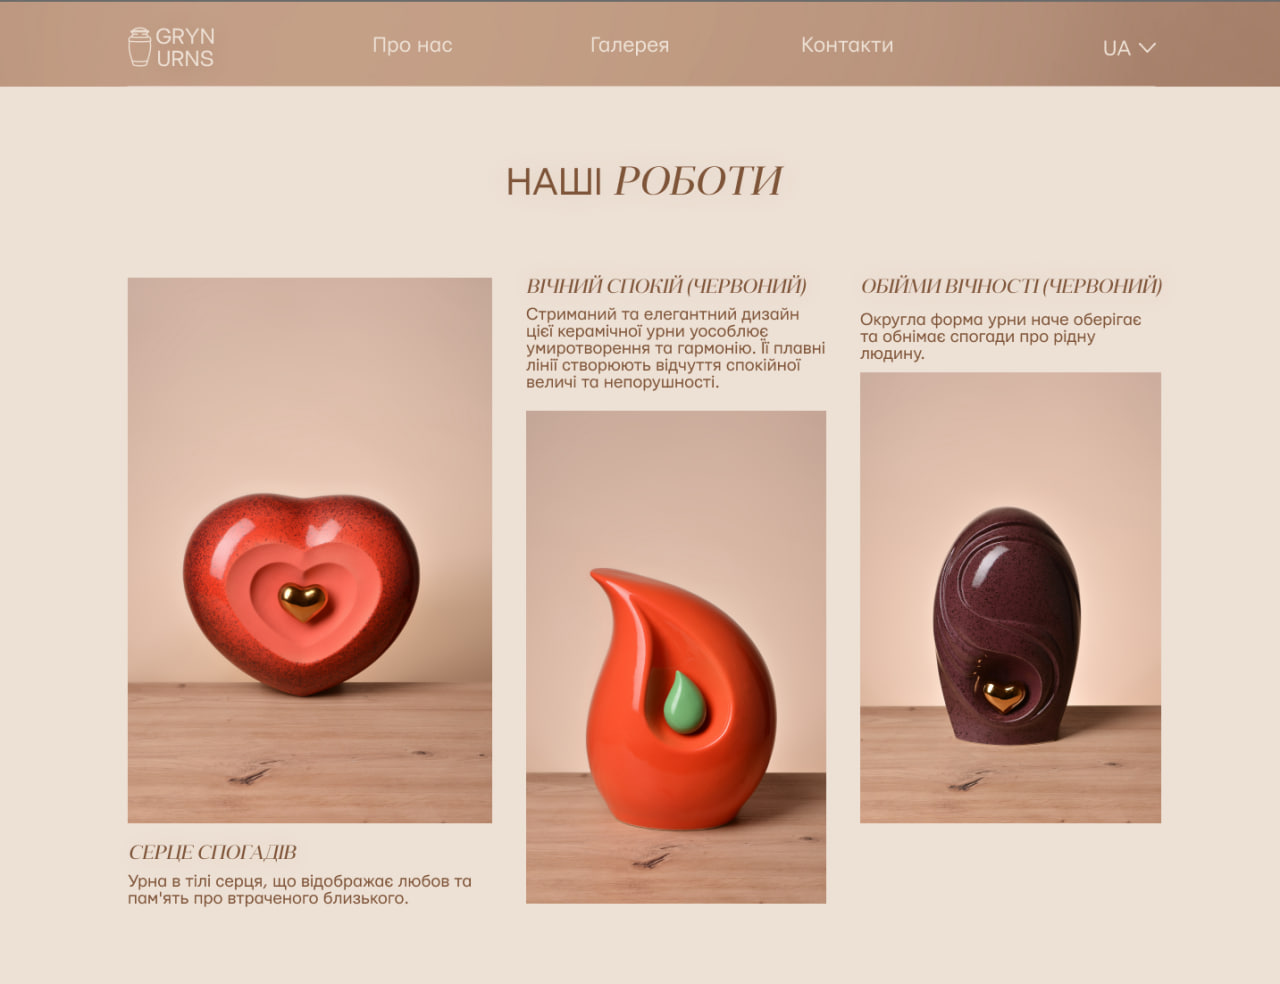 GRYN
URNS
Про нас
Галерея
Контакти
UA
НАШІ РОБОТИ
СЕРЦЕ СПОГАДІВ
Урна в тілі серця, що відображає любов та
пам'ять про втраченого близького.
ВІЧНИЙ СПОКІЙ (ЧЕРВОНИЙ)
Стриманий та елегантний дизайн
цієї керамічної урни уособлює
умиротворення та гармонію. Її плавні
лінії створюють відчуття спокійної
величі та непорушності.
ОБІЙМИ ВІЧНОСТІ (ЧЕРВОНИЙ)
Округла форма урни наче оберігає
та обнімає спогади про рідну
людину.